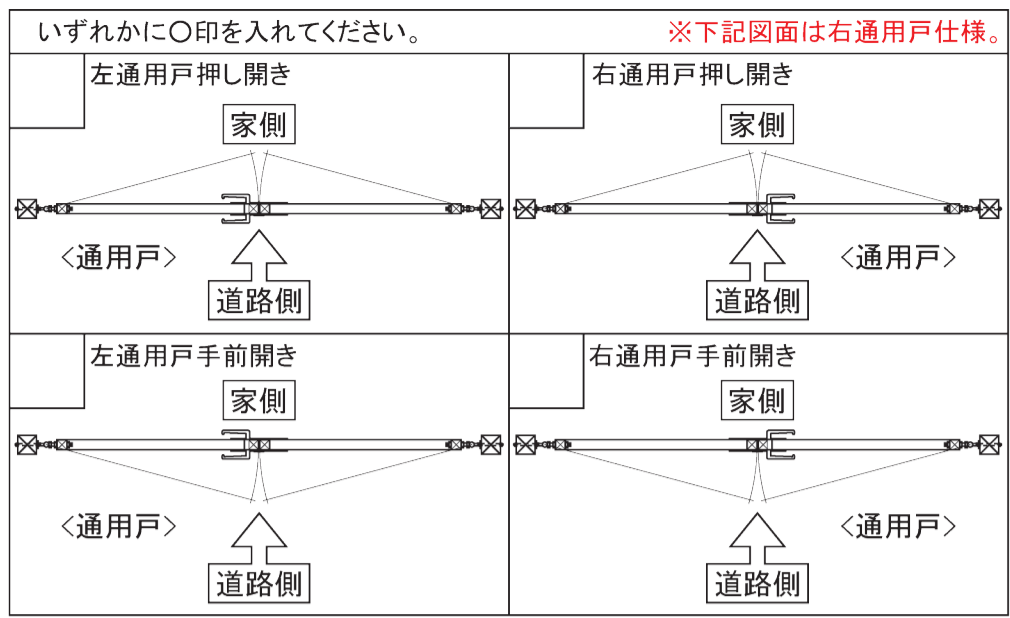 いずれかに〇印を入れてください。
※下記図面は右通用戸仕様。
左通用戸押し開き
家側
<通用戸>
道路側
右通用戸押し開き
家側
<通用戸>
道路側
左通用戸手前開き
家側
<通用戸>
道路側
右通用戸手前開き
家側
<通用戸>
道路側